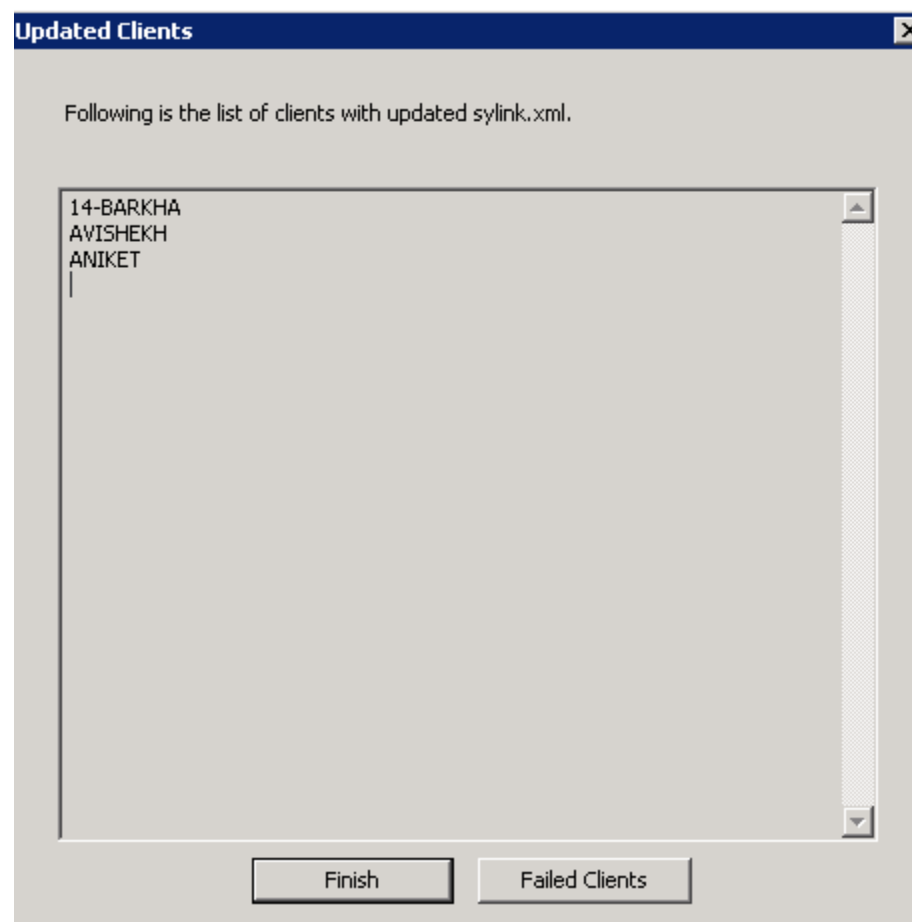 Updated Clients
Following is the list of clients with updated sylink.xml.
14-BARKHA
AVISHEKH
ANIKET
Finish
Failed Clients